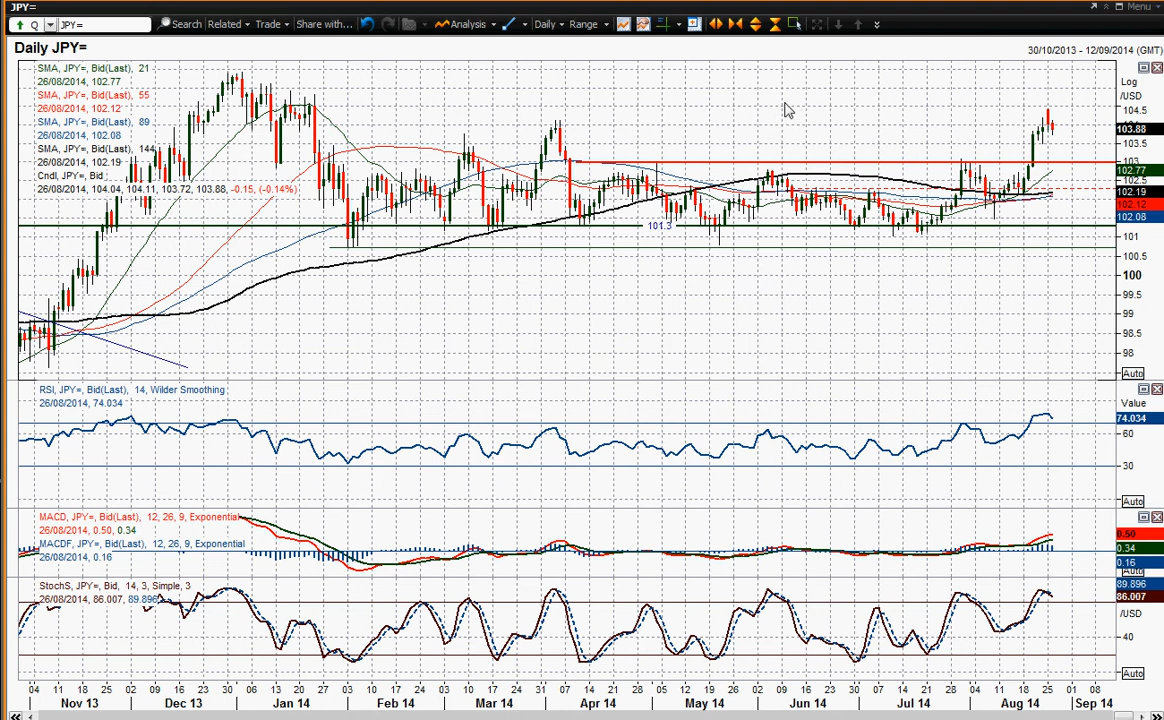 JPY=
Menu
Q JPY= Search Related Trade Share with... Analysis Daily Range
Daily JPY=
30/10/2013 - 12/09/2014 (GMT)
SMA, JPY=, Bid(Last), 21
26/08/2014, 102.77
SMA, JPY=, Bid(Last), 55
26/08/2014, 102.12
SMA, JPY=, Bid(Last), 89
26/08/2014, 102.08
SMA, JPY=, Bid(Last), 144
26/08/2014, 102.19
Cndl, JPY=, Bid
26/08/2014, 104.04, 104.11, 103.72, 103.88, -0.15, (-0.14%)
Log
/USD
104.5
103.88
103.5
103
102.77
102.5
102.19
102.12
102.08
101.3
101
100.5
100
99.5
99
98.5
98
Auto
RSI, JPY=, Bid(Last), 14, Wilder Smoothing
26/08/2014, 74.034
Value
74.034
60
30
Auto
MACD, JPY=, Bid(Last), 12, 26, 9, Exponential
26/08/2014, 0.50, 0.34
MACDF, JPY=, Bid(Last), 12, 26, 9, Exponential
26/08/2014, 0.16
0.50
0.34
0.16
Auto
StochS, JPY=, Bid, 14, 3, Simple, 3
26/08/2014, 86.007, 89.896
89.896
86.007
/USD
40
Auto
04 11 18 25 02 09 16 23 30 06 13 20 27 03 10 17 24 03 10 17 24 31 07 14 21 28 05 12 19 26 02 09 16 23 30 07 14 21 28 04 11 18 25 01 08
Nov 13 Dec 13 Jan 14 Feb 14 Mar 14 Apr 14 May 14 Jun 14 Jul 14 Aug 14 Sep 14